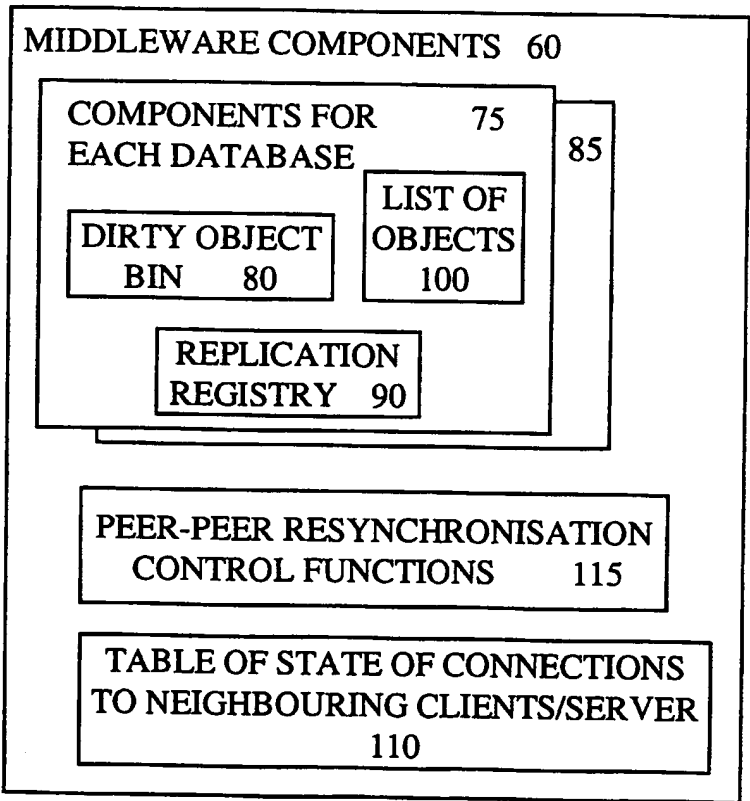 MIDDLEWARE COMPONENTS 60
COMPONENTS FOR 75
EACH DATABASE
85
LIST OF
OBJECTS
100
DIRTY OBJECT
BIN 80
REPLICATION
REGISTRY 90
PEER-PEER RESYNCHRONISATION
CONTROL FUNCTIONS 115
TABLE OF STATE OF CONNECTIONS
TO NEIGHBOURING CLIENTS/SERVER
110